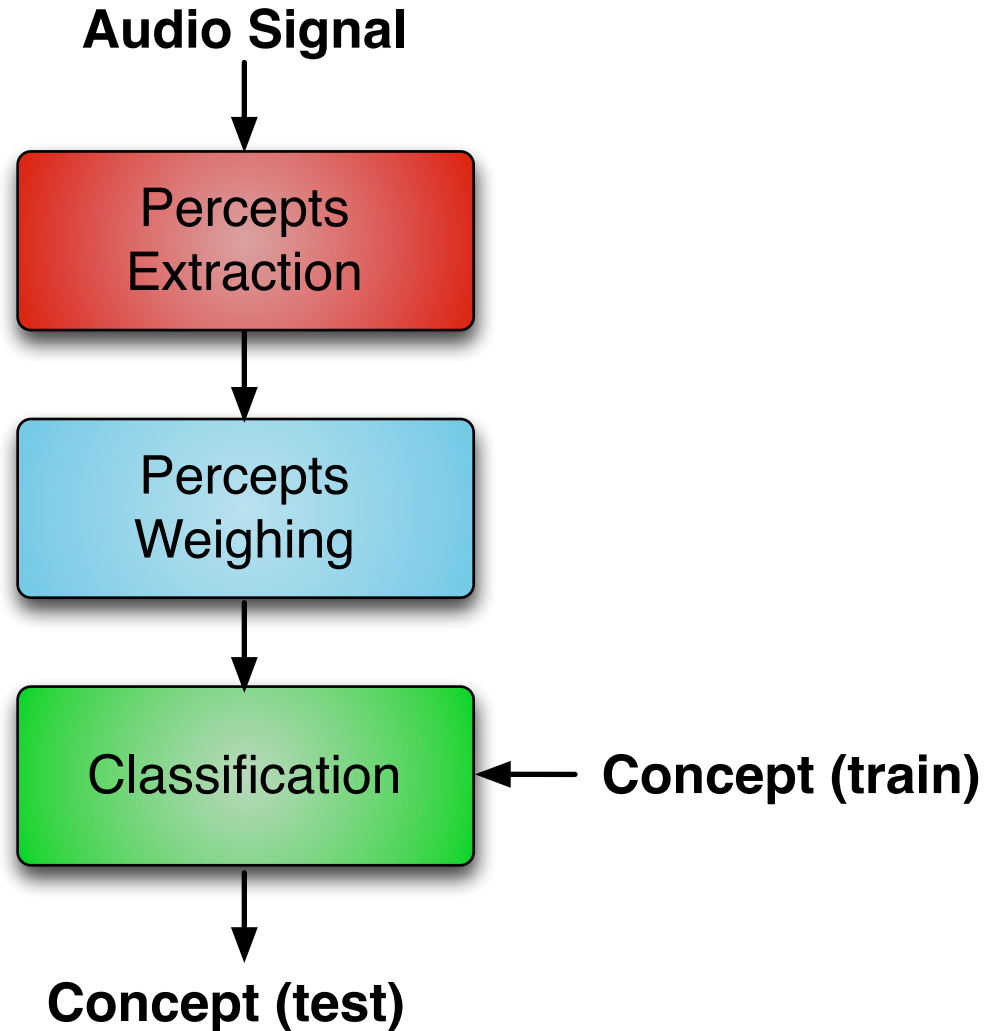 Audio Signal
Percepts
Extraction
Percepts
Weighing
Classification
Concept (train)
Concept (test)